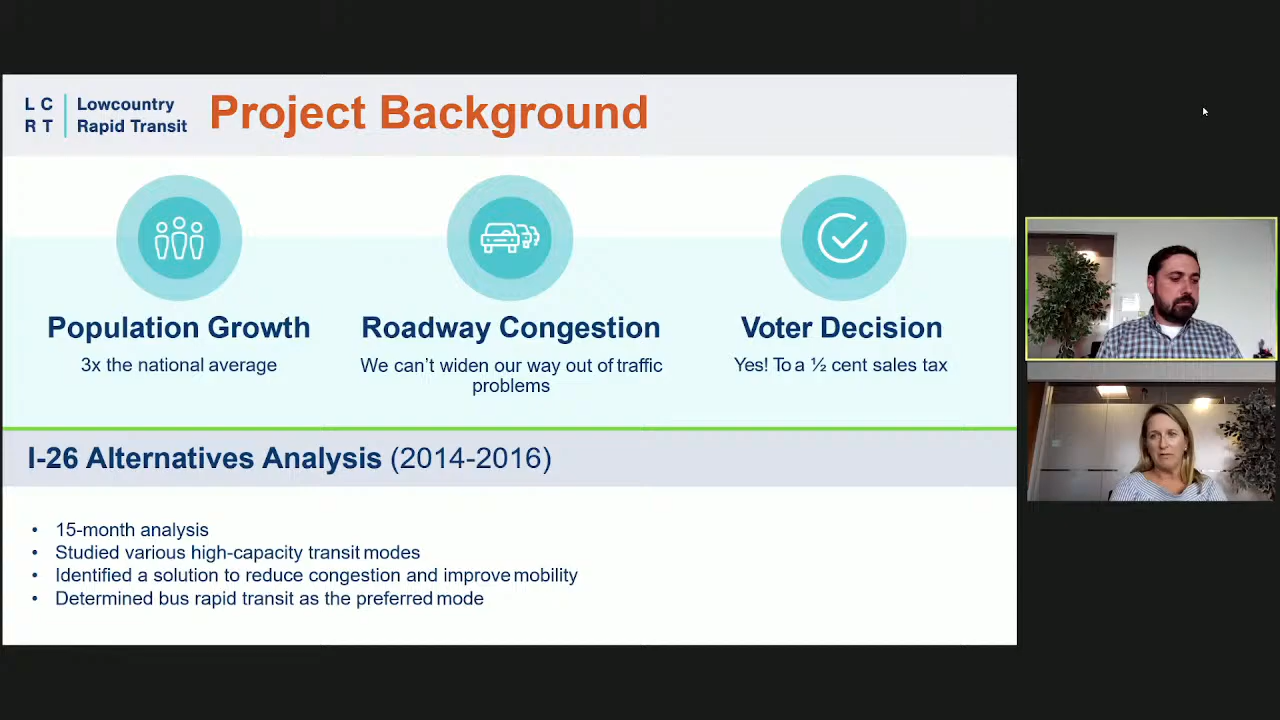 L C
R T
Lowcountry
Rapid Transit
Project Background
Population Growth
3x the national average
Roadway Congestion
We can't widen our way out of traffic
problems
Voter Decision
Yes! To a ½ cent sales tax
I-26 Alternatives Analysis (2014-2016)
• 15-month analysis
• Studied various high-capacity transit modes
• Identified a solution to reduce congestion and improve mobility
• Determined bus rapid transit as the preferred mode